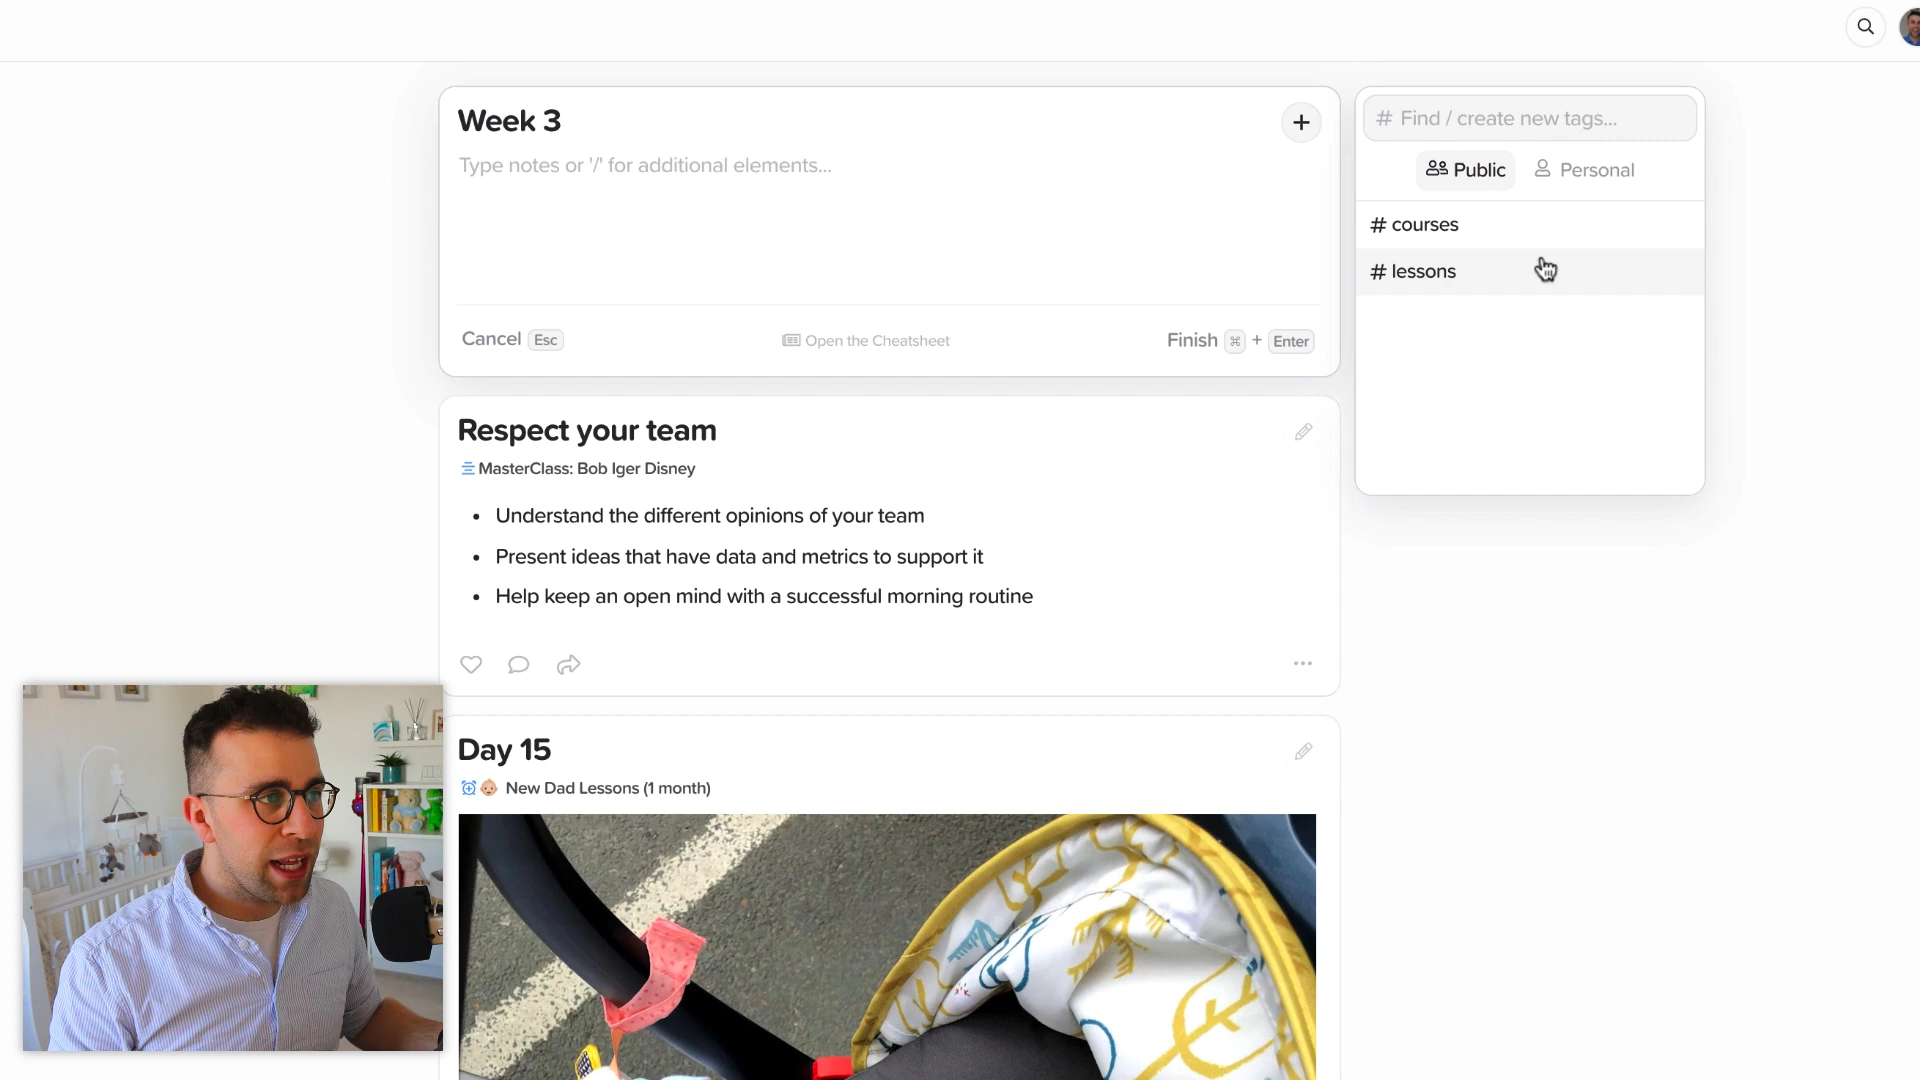 Week 3
Type notes or '/' for additional elements...
Cancel Esc
Open the Cheatsheet
Finish ⌘ + Enter
# Find / create new tags...
Public
Personal
# courses
# lessons
Respect your team
MasterClass: Bob Iger Disney
• Understand the different opinions of your team
• Present ideas that have data and metrics to support it
• Help keep an open mind with a successful morning routine
Day 15
New Dad Lessons (1 month)